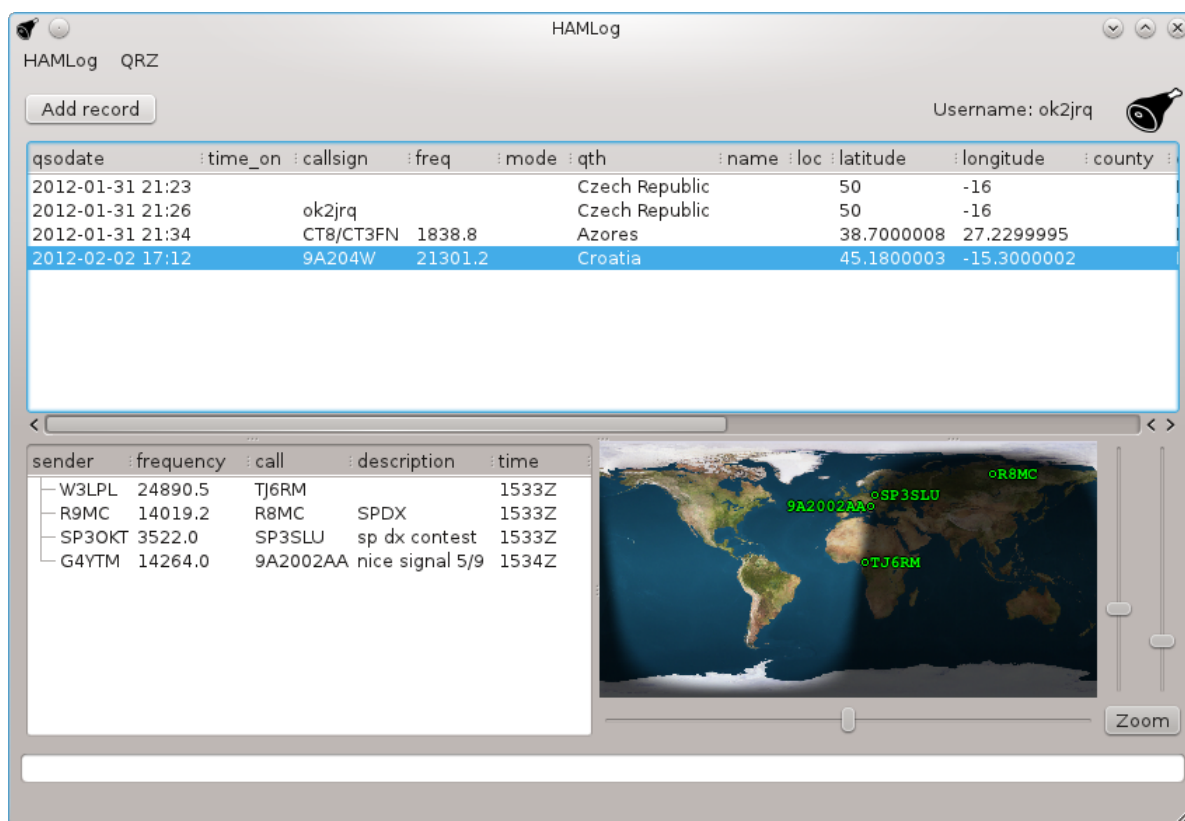 HAMLog
HAMLog QRZ
Add record Username: ok2jrq
qsodate time_on callsign freq mode qth name loc latitude longitude county
2012-01-31 21:23 Czech Republic 50 -16
2012-01-31 21:26 ok2jrq Czech Republic 50 -16
2012-01-31 21:34 CT8/CT3FN 1838.8 Azores 38.7000008 27.2299995
2012-02-02 17:12 9A204W 21301.2 Croatia 45.1800003 -15.3000002
sender frequency call description time
W3LPL 24890.5 TJ6RM 1533Z
R9MC 14019.2 R8MC SPDX 1533Z
SP3OKT 3522.0 SP3SLU sp dx contest 1533Z
G4YTM 14264.0 9A2002AA nice signal 5/9 1534Z
R8MC
SP3SLU
9A2002AA
TJ6RM
Zoom